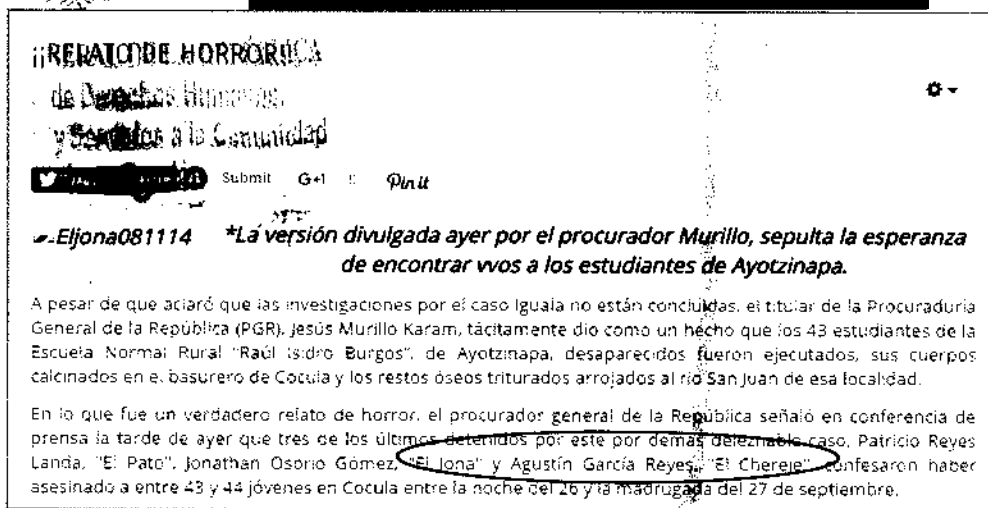 ¡¡RELATO DE HORROR!!
de Derechos Humanos,
y Servicios a la Comunidad
Submit G+1 Pin it
Eljona081114 *La versión divulgada ayer por el procurador Murillo, sepulta la esperanza
de encontrar vivos a los estudiantes de Ayotzinapa.
A pesar de que aclaró que las investigaciones por el caso Iguala no están concluidas, el titular de la Procuraduría
General de la República (PGR), Jesús Murillo Karam, tácitamente dio como un hecho que los 43 estudiantes de la
Escuela Normal Rural "Raúl Isidro Burgos", de Ayotzinapa, desaparecidos fueron ejecutados, sus cuerpos
calcinados en el basurero de Cocula y los restos óseos triturados arrojados al río San Juan de esa localidad.
En lo que fue un verdadero relato de horror, el procurador general de la República señaló en conferencia de
prensa la tarde de ayer que tres de los últimos detenidos por este por demás deleznable caso, Patricio Reyes
Landa, "El Pato", Jonathan Osorio Gómez, "El Jona" y Agustín García Reyes, "El Chereje", confesaron haber
asesinado a entre 43 y 44 jóvenes en Cocula entre la noche del 26 y la madrugada del 27 de septiembre.